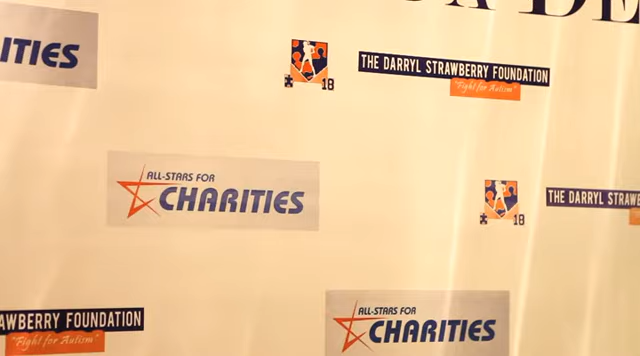 ITIES
18
THE DARRYL STRAWBERRY FOUNDATION
"Fight for Autism"
ALL-STARS FOR
CHARITIES
18
THE DARRYL STRAWBE
AWBERRY FOUNDATION
"Fight for Autism"
ALL-STARS FOR
CHARITIES